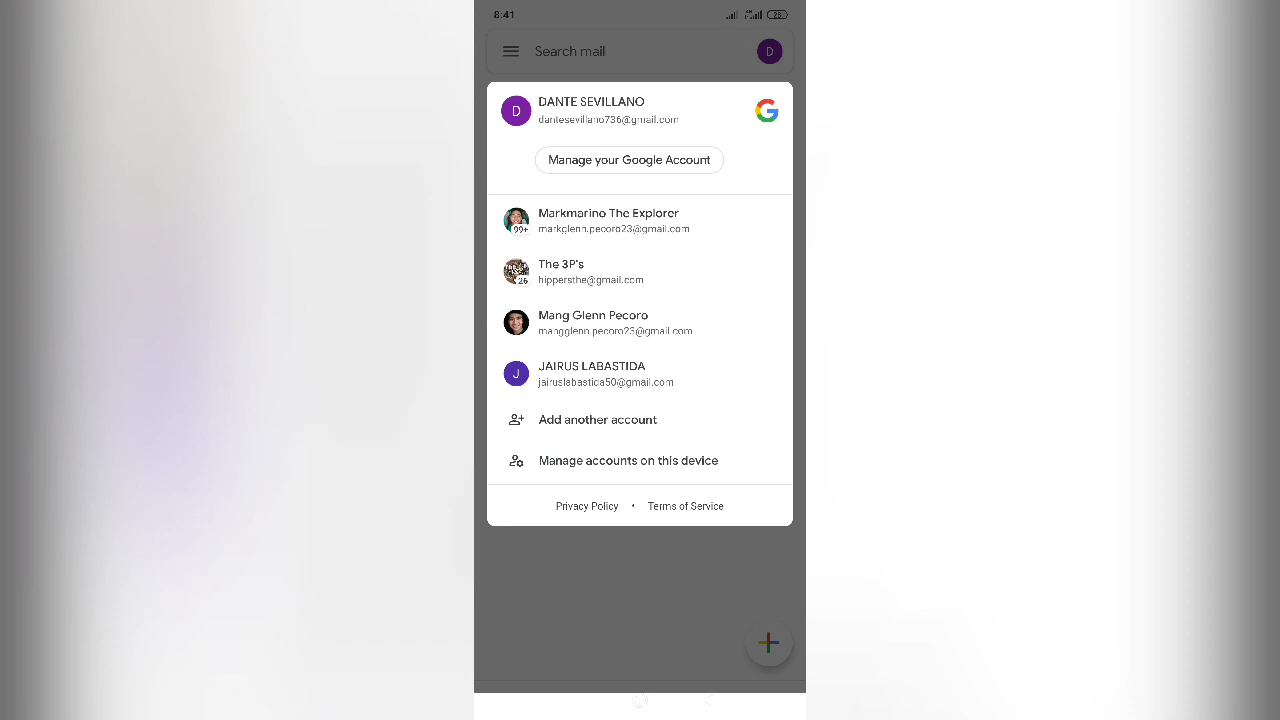 8:41
28
Search mail
D
D
DANTE SEVILLANO
dantesevillano736@gmail.com
Manage your Google Account
Markmarino The Explorer
99+
markglenn.pecoro23@gmail.com
The 3P's
26
hippersthe@gmail.com
Mang Glenn Pecoro
mangglenn.pecoro23@gmail.com
J
JAIRUS LABASTIDA
jairuslabastida50@gmail.com
Add another account
Manage accounts on this device
Privacy Policy • Terms of Service